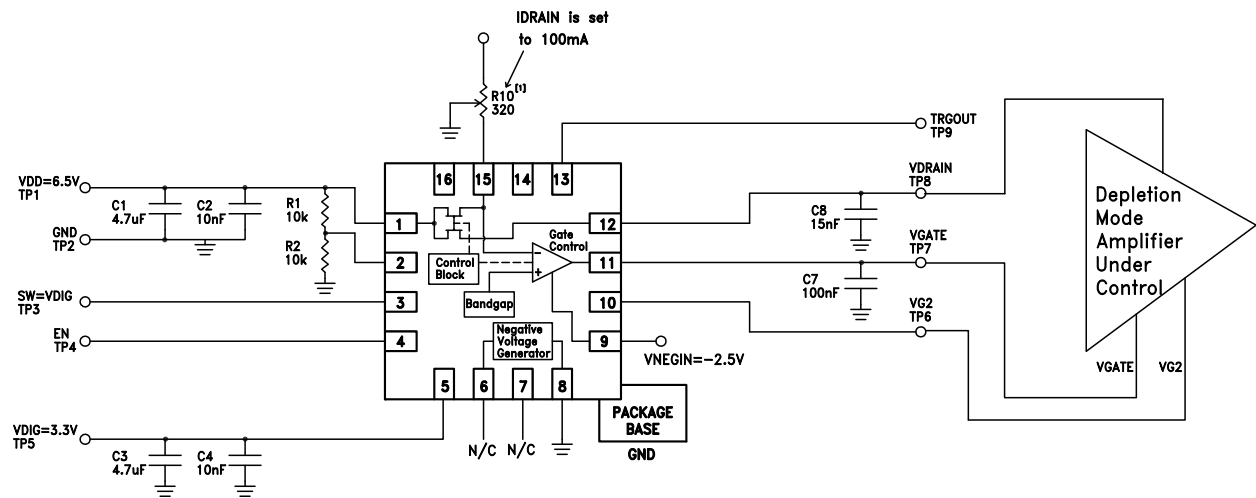 IDRAIN is set
to 100mA
R10[1]
320
TRGOUT
TP9
VDD=6.5V
TP1
C1
4.7uF
C2
10nF
R1
10k
GND
TP2
R2
10k
SW=VDIG
TP3
EN
TP4
VDIG=3.3V
TP5
C3
4.7uF
C4
10nF
16
15
14
13
1
2
3
4
5
6
7
8
12
11
10
9
Gate
Control
Control
Block
Bandgap
Negative
Voltage
Generator
−
+
N/C
N/C
VNEGIN=−2.5V
PACKAGE
BASE
GND
VDRAIN
TP8
C8
15nF
VGATE
TP7
C7
100nF
VG2
TP6
Depletion
Mode
Amplifier
Under
Control
VGATE
VG2